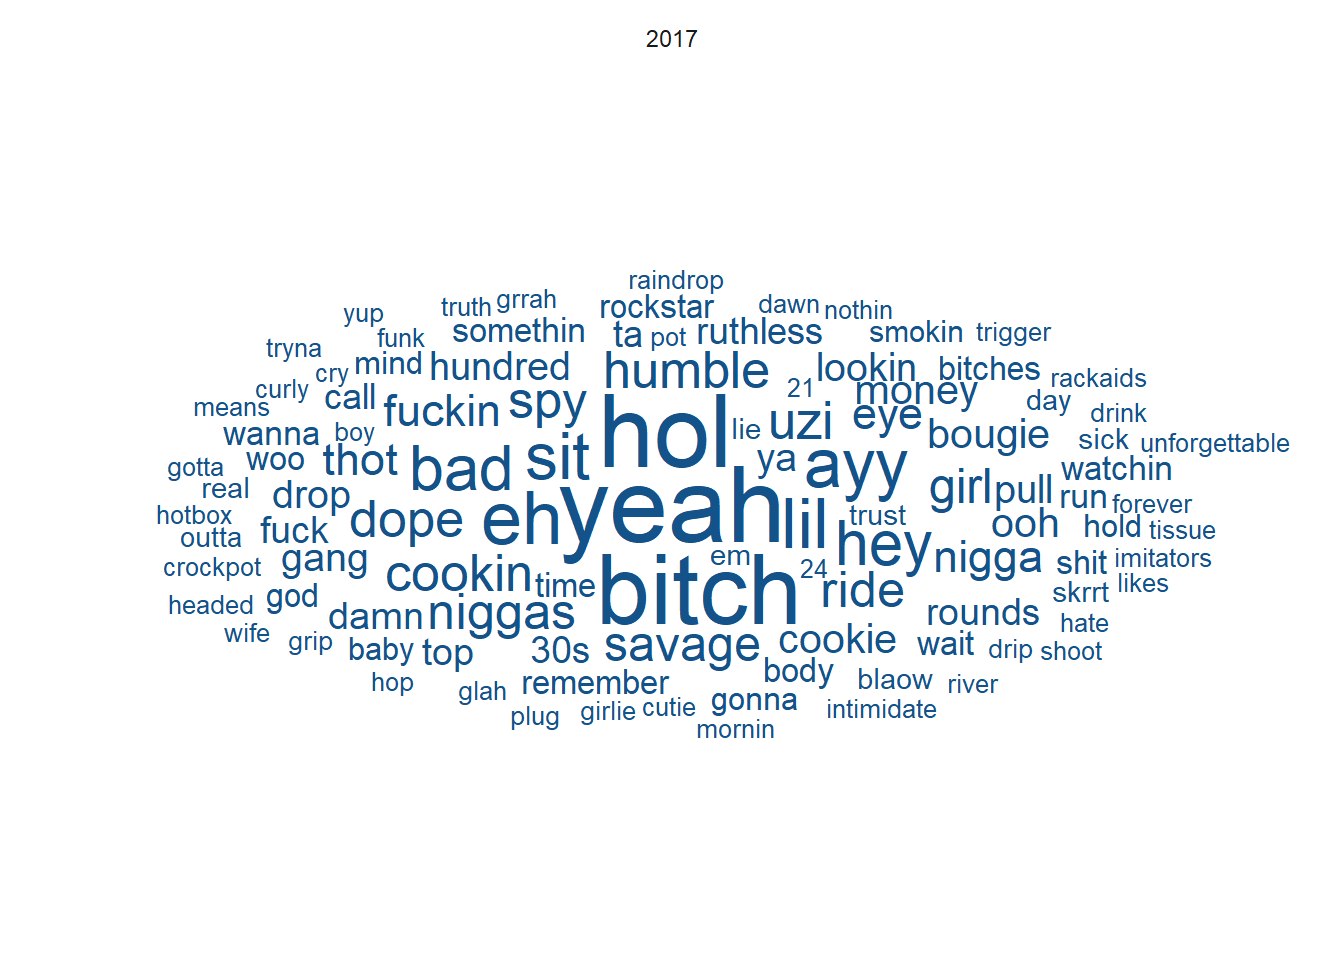 2017
raindrop
truth grrah rockstar dawn nothin
yup funk somethin ta pot ruthless smokin trigger
tryna cry mind hundred humble 21 lookin bitches rackaids
curly call fuckin spy hol lie uzi money eye day drink
means wanna boy bougie sick unforgettable
gotta woo thot bad sit ya ayy watchin
real drop girl pull run forever
hotbox outta fuck dope eh yeah lil trust ooh hold tissue
crockpot gang cookin em hey nigga shit imitators
headed god time bitch 24 ride skrrt likes
wife damn niggas rounds hate
grip baby top 30s savage cookie wait drip shoot
hop glah remember body blaow river
plug girlie cutie gonna intimidate
mornin